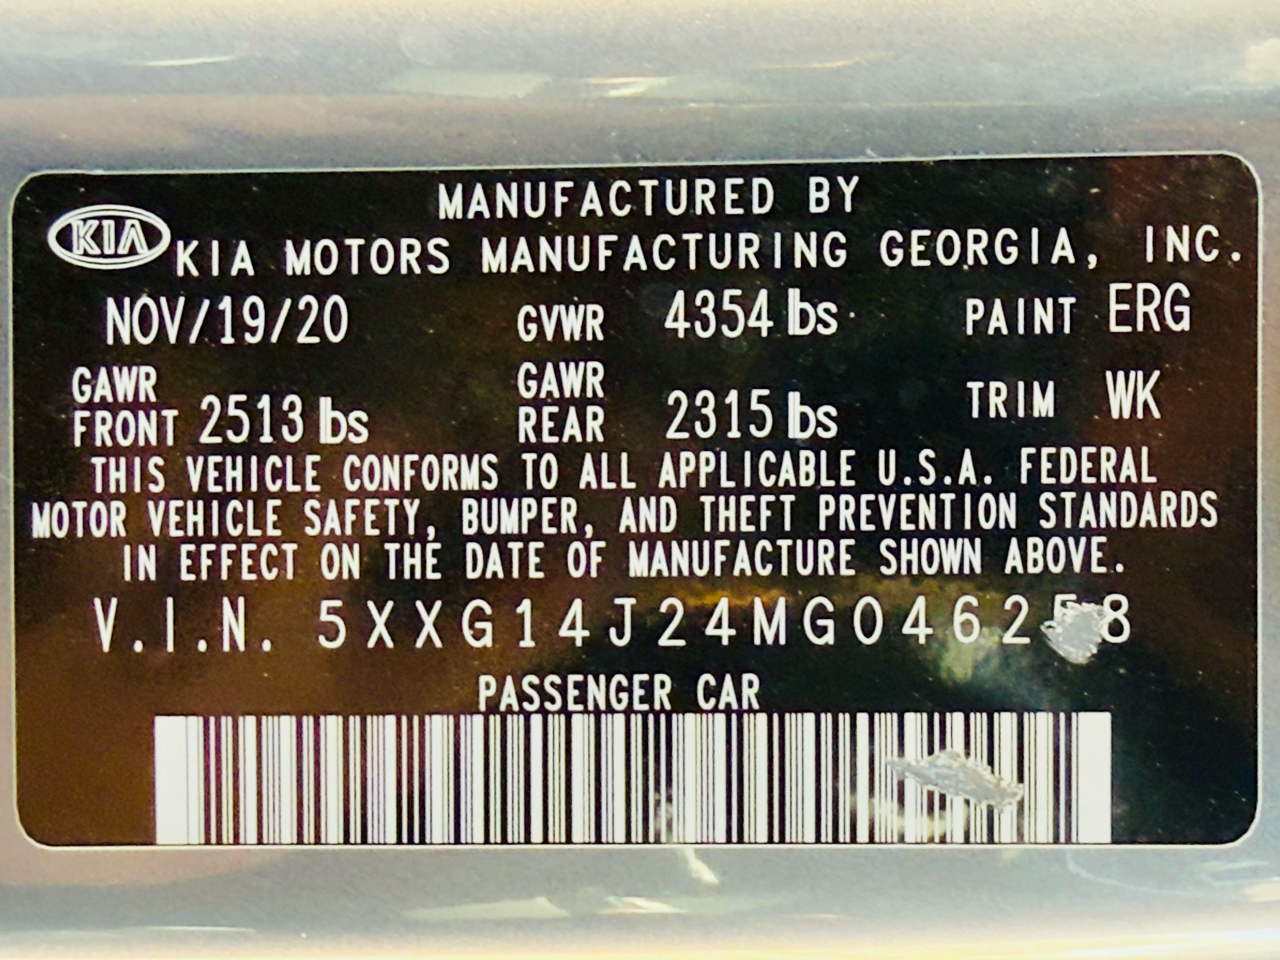 MANUFACTURED BY
KIA KIA MOTORS MANUFACTURING GEORGIA, INC.
NOV/19/20 GVWR 4354 lbs PAINT ERG
GAWR FRONT 2513 lbs GAWR REAR 2315 lbs TRIM WK
THIS VEHICLE CONFORMS TO ALL APPLICABLE U.S.A. FEDERAL
MOTOR VEHICLE SAFETY, BUMPER, AND THEFT PREVENTION STANDARDS
IN EFFECT ON THE DATE OF MANUFACTURE SHOWN ABOVE.
V.I.N. 5XXG14J24MG046258
PASSENGER CAR